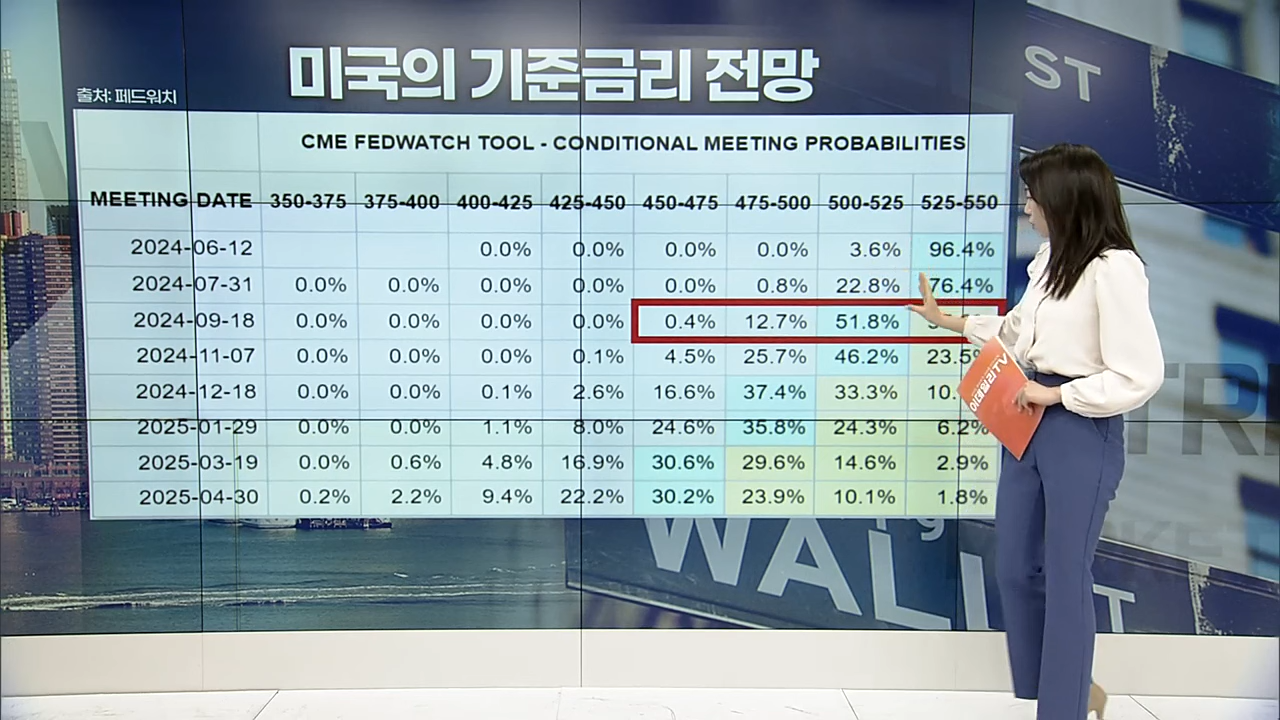 미국의 기준금리 전망
출처: 페드워치
ST
CME FEDWATCH TOOL - CONDITIONAL MEETING PROBABILITIES
MEETING DATE 350-375 375-400 400-425 425-450 450-475 475-500 500-525 525-550
2024-06-12 0.0% 0.0% 0.0% 0.0% 3.6% 96.4%
2024-07-31 0.0% 0.0% 0.0% 0.0% 0.0% 0.8% 22.8% 76.4%
2024-09-18 0.0% 0.0% 0.0% 0.0% 0.4% 12.7% 51.8%
2024-11-07 0.0% 0.0% 0.0% 0.1% 4.5% 25.7% 46.2% 23.5%
2024-12-18 0.0% 0.0% 0.1% 2.6% 16.6% 37.4% 33.3% 10.
2025-01-29 0.0% 0.0% 1.1% 8.0% 24.6% 35.8% 24.3% 6.2%
2025-03-19 0.0% 0.6% 4.8% 16.9% 30.6% 29.6% 14.6% 2.9%
2025-04-30 0.2% 2.2% 9.4% 22.2% 30.2% 23.9% 10.1% 1.8%
이데일리TV
WALL